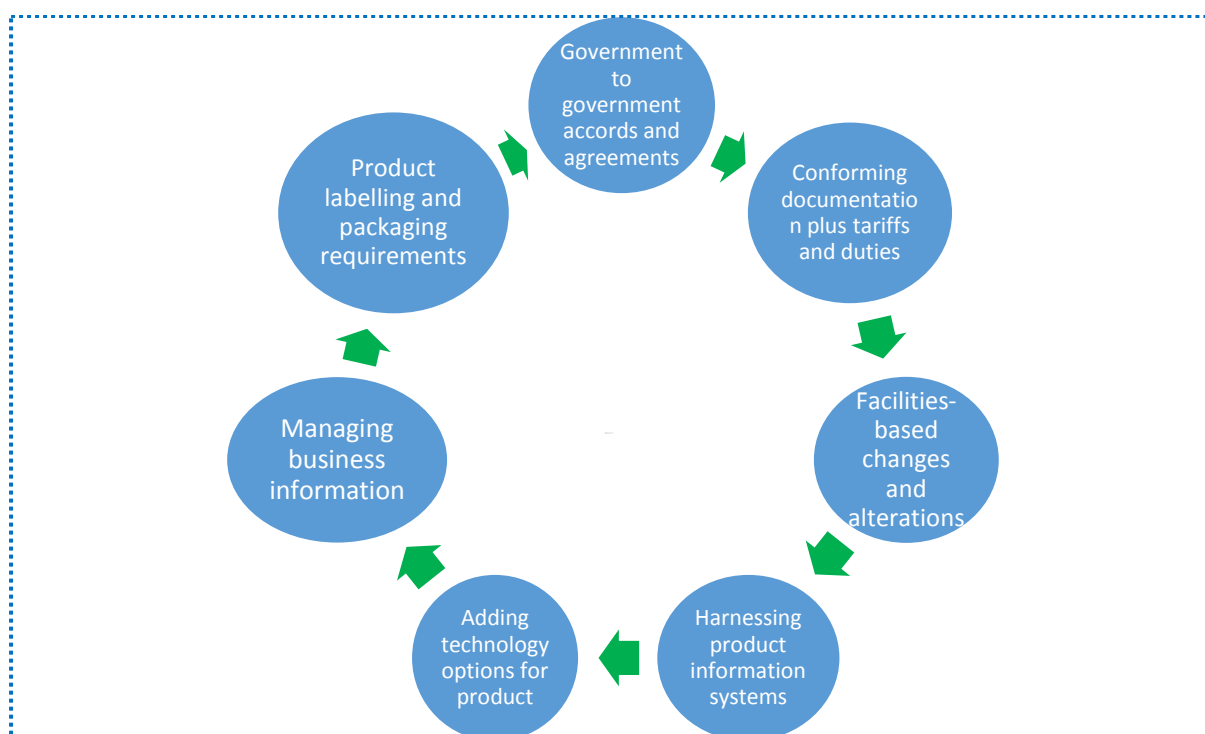 Government
to
government
accords and
agreements
Conforming
documentatio
n plus tariffs
and duties
Facilities-
based
changes
and
alterations
Harnessing
product
information
systems
Adding
technology
options for
product
Managing
business
information
Product
labelling and
packaging
requirements